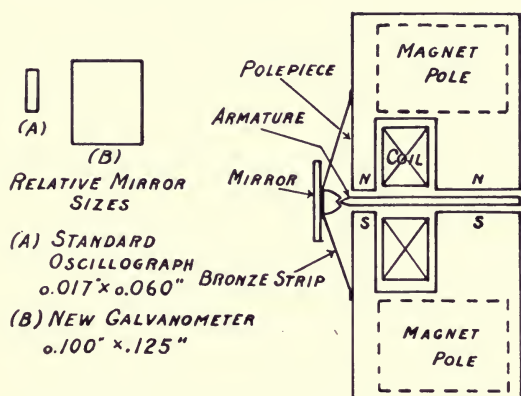 (A)
(B)
RELATIVE MIRROR
SIZES
(A) STANDARD
OSCILLOGRAPH
0.017" x 0.060"
(B) NEW GALVANOMETER
0.100" x .125"
POLEPIECE
ARMATURE
MIRROR
BRONZE STRIP
MAGNET
POLE
COIL
N
N
S
S
MAGNET
POLE